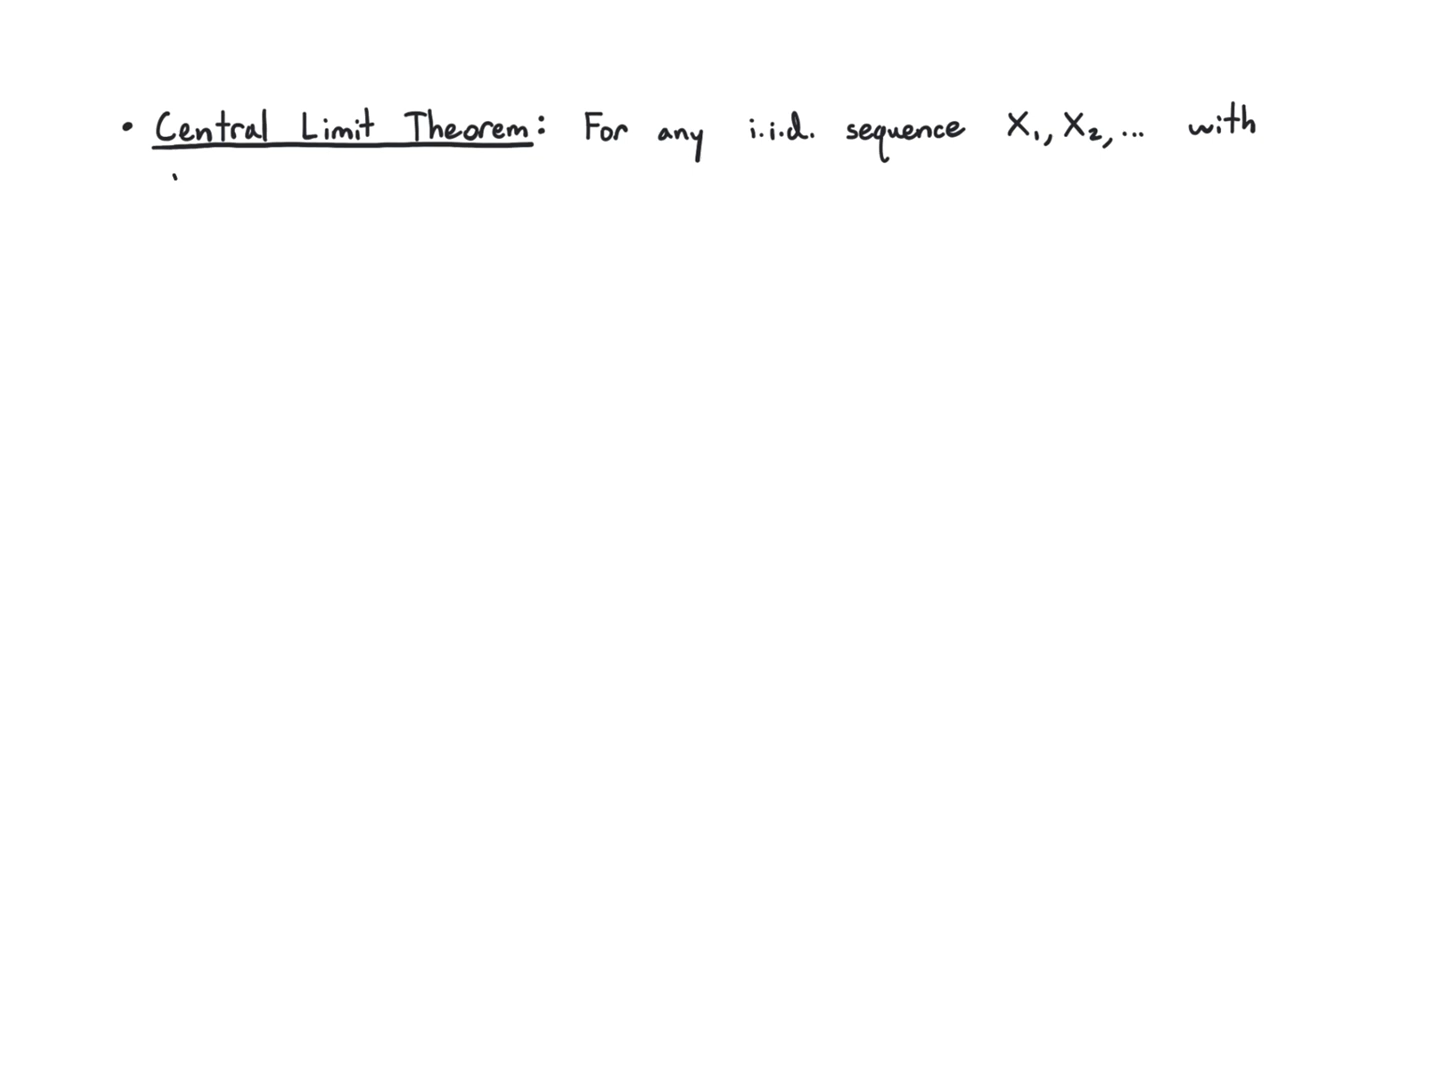 • Central Limit Theorem: For any i.i.d. sequence X₁, X₂, ... with